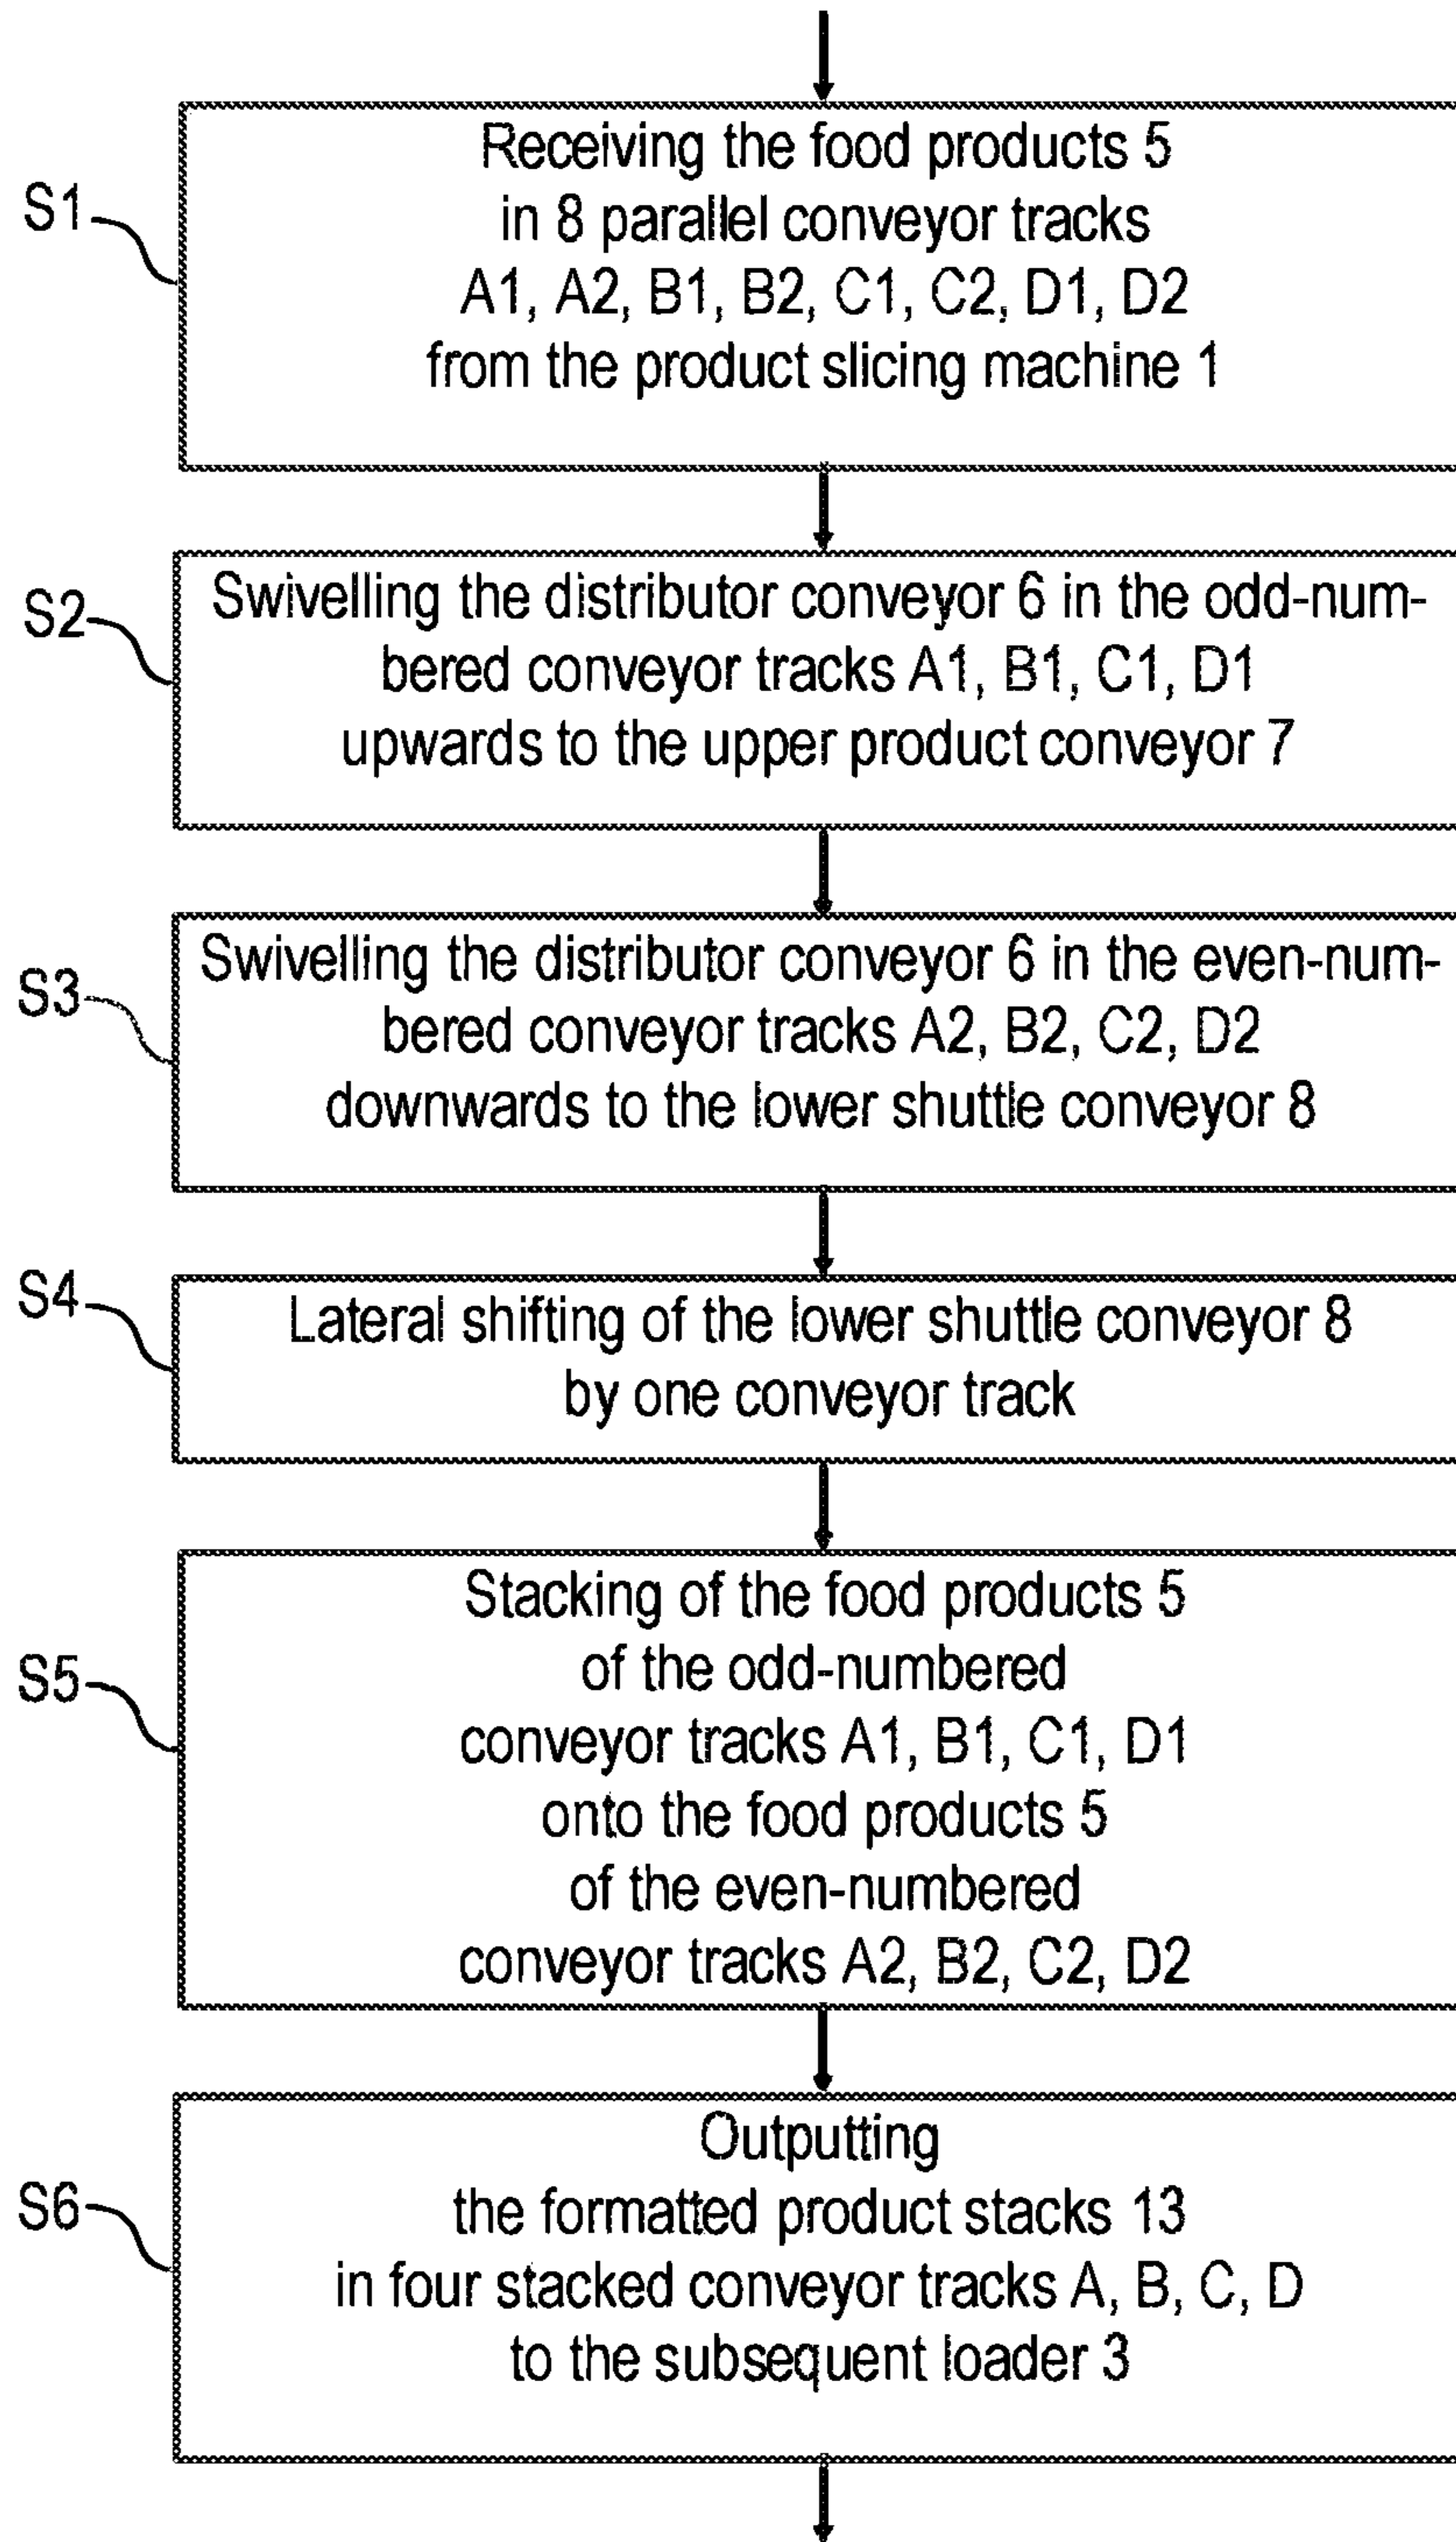 S1
Receiving the food products 5
in 8 parallel conveyor tracks
A1, A2, B1, B2, C1, C2, D1, D2
from the product slicing machine 1
S2
Swivelling the distributor conveyor 6 in the odd-num-
bered conveyor tracks A1, B1, C1, D1
upwards to the upper product conveyor 7
S3
Swivelling the distributor conveyor 6 in the even-num-
bered conveyor tracks A2, B2, C2, D2
downwards to the lower shuttle conveyor 8
S4
Lateral shifting of the lower shuttle conveyor 8
by one conveyor track
S5
Stacking of the food products 5
of the odd-numbered
conveyor tracks A1, B1, C1, D1
onto the food products 5
of the even-numbered
conveyor tracks A2, B2, C2, D2
S6
Outputting
the formatted product stacks 13
in four stacked conveyor tracks A, B, C, D
to the subsequent loader 3